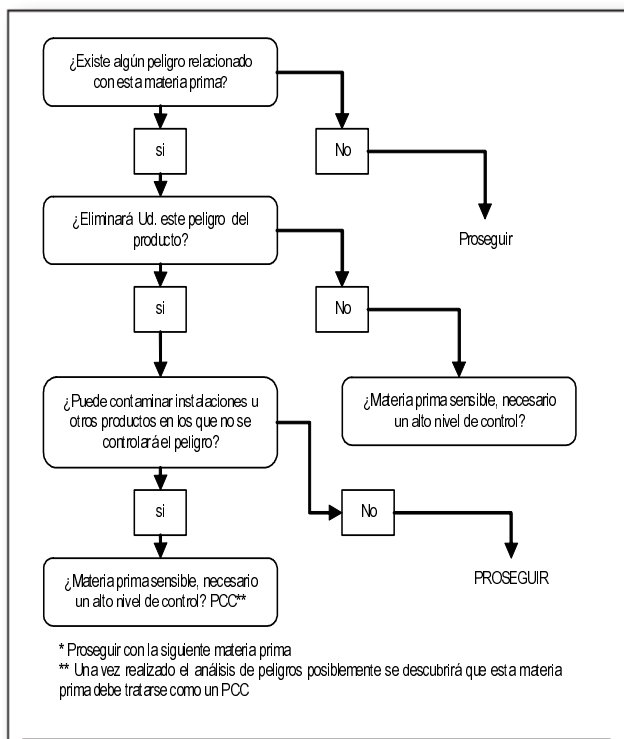 ¿Existe algún peligro relacionado
con esta materia prima?
si
No
Proseguir
¿Eliminará Ud. este peligro del
producto?
si
No
¿Materia prima sensible, necesario
un alto nivel de control?
¿Puede contaminar instalaciones u
otros productos en los que no se
controlará el peligro?
si
No
PROSEGUIR
¿Materia prima sensible, necesario
un alto nivel de control? PCC**
* Proseguir con la siguiente materia prima
** Una vez realizado el análisis de peligros posiblemente se descubrirá que esta materia
prima debe tratarse como un PCC